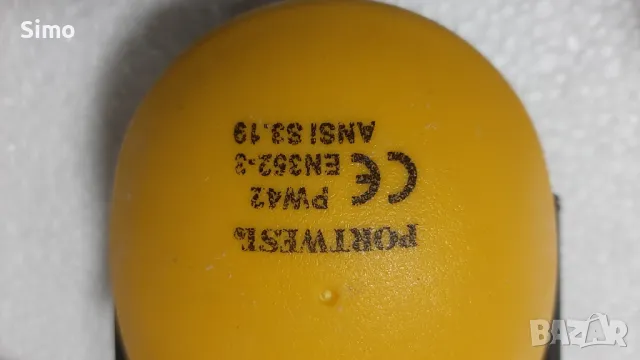 Simo
PORTWEST®
PW42
CE EN352-3
ANSI S3.19
BAZAR